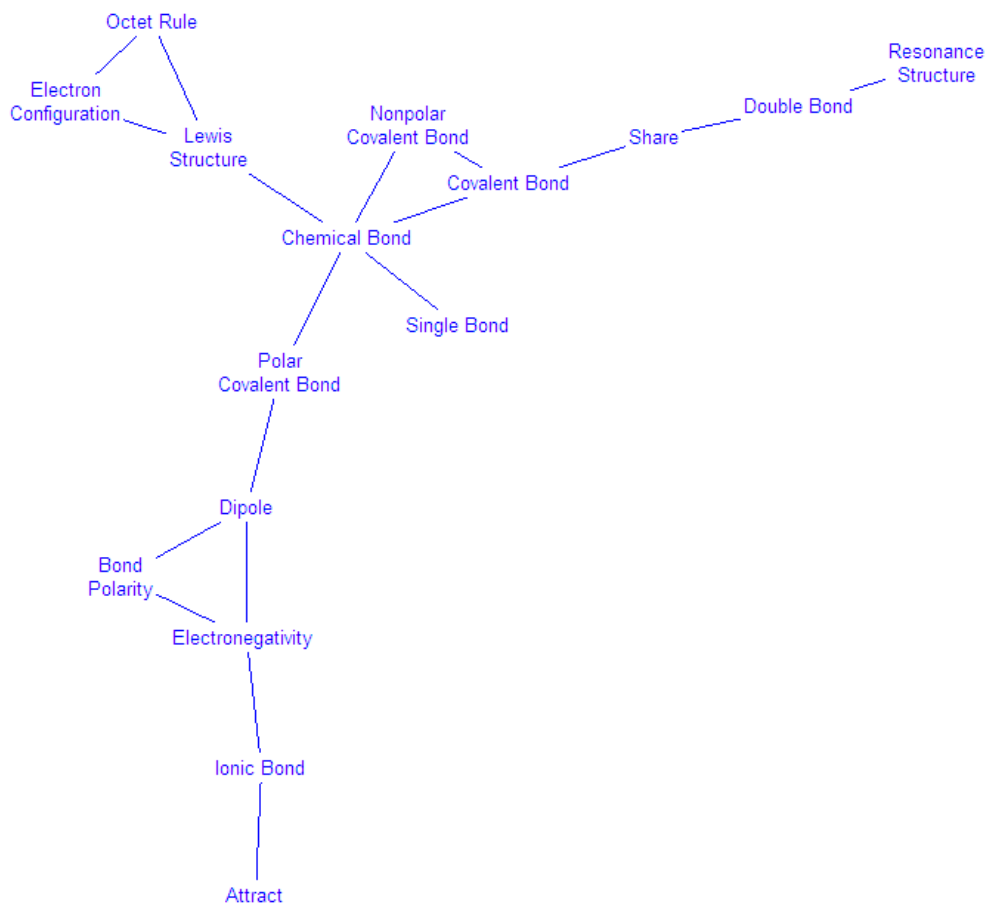 Octet Rule
Resonance
Structure
Electron
Configuration
Double Bond
Nonpolar
Covalent Bond
Lewis
Structure
Share
Covalent Bond
Chemical Bond
Single Bond
Polar
Covalent Bond
Dipole
Bond
Polarity
Electronegativity
Ionic Bond
Attract